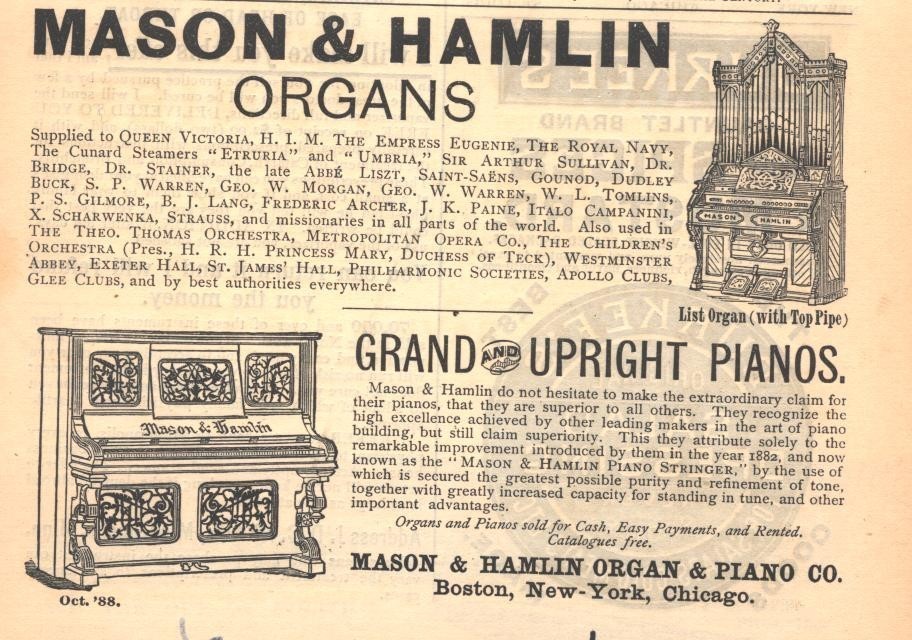 MASON & HAMLIN
ORGANS
Supplied to QUEEN VICTORIA, H. I. M. THE EMPRESS EUGENIE, THE ROYAL NAVY,
THE CUNARD STEAMERS "ETRURIA" and "UMBRIA," SIR ARTHUR SULLIVAN, DR.
BRIDGE, DR. STAINER, the late ABBÉ LISZT, SAINT-SAËNS, GOUNOD, DUDLEY
BUCK, S. P. WARREN, GEO. W. MORGAN, GEO. W. WARREN, W. L. TOMLINS,
P. S. GILMORE, B. J. LANG, FREDERIC ARCHER, J. K. PAINE, ITALO CAMPANINI,
X. SCHARWENKA, STRAUSS, and missionaries in all parts of the world. Also used in
THE THEO. THOMAS ORCHESTRA, METROPOLITAN OPERA CO., THE CHILDREN'S
ORCHESTRA (Pres., H. R. H. PRINCESS MARY, DUCHESS OF TECK), WESTMINSTER
ABBEY, EXETER HALL, ST. JAMES' HALL, PHILHARMONIC SOCIETIES, APOLLO CLUBS,
GLEE CLUBS, and by best authorities everywhere.
MASON HAMLIN
List Organ (with Top Pipe)
GRAND AND UPRIGHT PIANOS.
Mason & Hamlin do not hesitate to make the extraordinary claim for
their pianos, that they are superior to all others. They recognize the
high excellence achieved by other leading makers in the art of piano
building, but still claim superiority. This they attribute solely to the
remarkable improvement introduced by them in the year 1882, and now
known as the "MASON & HAMLIN PIANO STRINGER," by the use of
which is secured the greatest possible purity and refinement of tone,
together with greatly increased capacity for standing in tune, and other
important advantages.
Organs and Pianos sold for Cash, Easy Payments, and Rented.
Catalogues free.
MASON & HAMLIN ORGAN & PIANO CO.
Boston, New-York, Chicago.
Mason & Hamlin
Oct. '88.